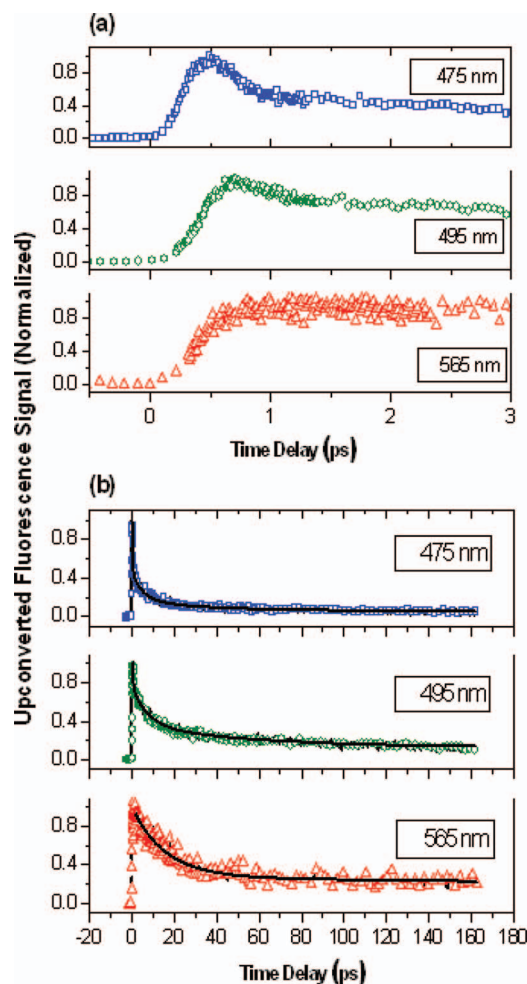 (a)
0.8
0.4
0.0
475 nm
0.8
0.4
0.0
495 nm
0.8
0.4
0.0
565 nm
0 1 2 3
Time Delay (ps)
Upconverted Fluorescence Signal (Normalized)
(b)
0.8
0.4
0.0
475 nm
0.8
0.4
0.0
495 nm
0.8
0.4
0.0
565 nm
-20 0 20 40 60 80 100 120 140 160 180
Time Delay (ps)